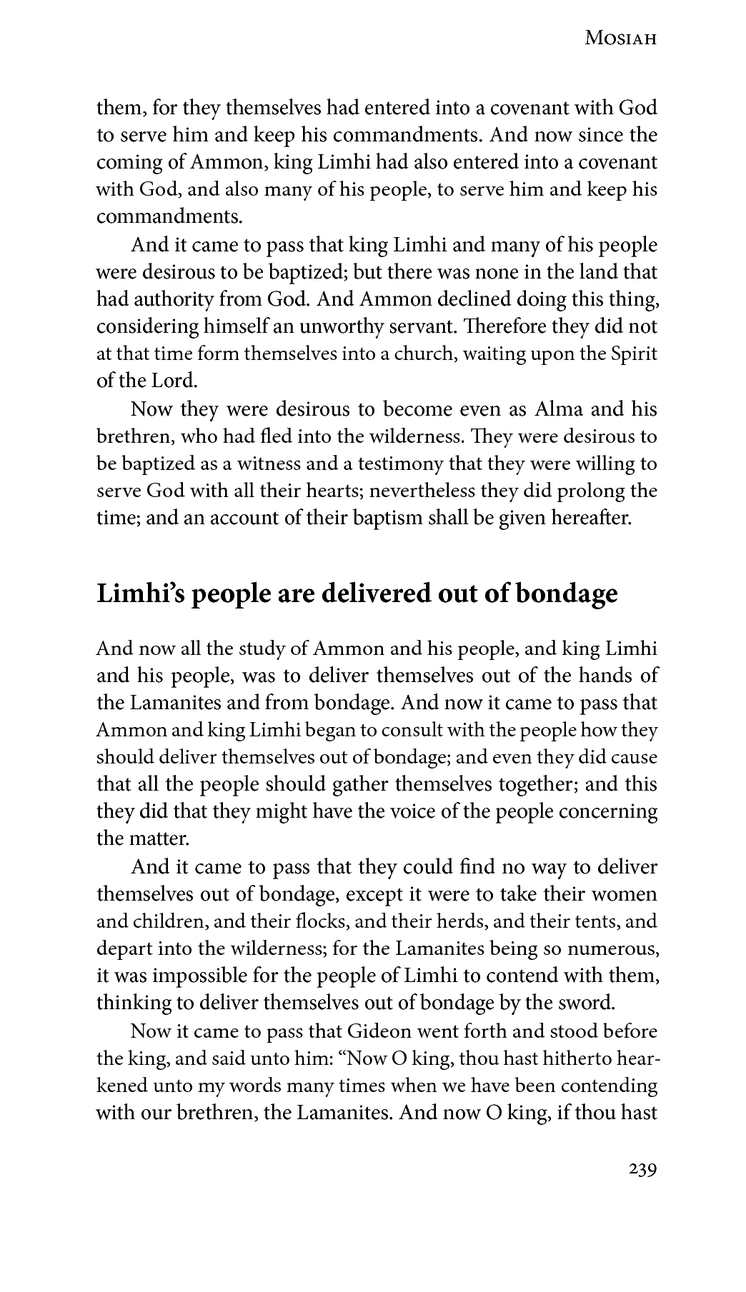 Mosiah
them, for they themselves had entered into a covenant with God
to serve him and keep his commandments. And now since the
coming of Ammon, king Limhi had also entered into a covenant
with God, and also many of his people, to serve him and keep his
commandments.
And it came to pass that king Limhi and many of his people
were desirous to be baptized; but there was none in the land that
had authority from God. And Ammon declined doing this thing,
considering himself an unworthy servant. Therefore they did not
at that time form themselves into a church, waiting upon the Spirit
of the Lord.
Now they were desirous to become even as Alma and his
brethren, who had fled into the wilderness. They were desirous to
be baptized as a witness and a testimony that they were willing to
serve God with all their hearts; nevertheless they did prolong the
time; and an account of their baptism shall be given hereafter.
Limhi’s people are delivered out of bondage
And now all the study of Ammon and his people, and king Limhi
and his people, was to deliver themselves out of the hands of
the Lamanites and from bondage. And now it came to pass that
Ammon and king Limhi began to consult with the people how they
should deliver themselves out of bondage; and even they did cause
that all the people should gather themselves together; and this
they did that they might have the voice of the people concerning
the matter.
And it came to pass that they could find no way to deliver
themselves out of bondage, except it were to take their women
and children, and their flocks, and their herds, and their tents, and
depart into the wilderness; for the Lamanites being so numerous,
it was impossible for the people of Limhi to contend with them,
thinking to deliver themselves out of bondage by the sword.
Now it came to pass that Gideon went forth and stood before
the king, and said unto him: “Now O king, thou hast hitherto hear-
kened unto my words many times when we have been contending
with our brethren, the Lamanites. And now O king, if thou hast
239